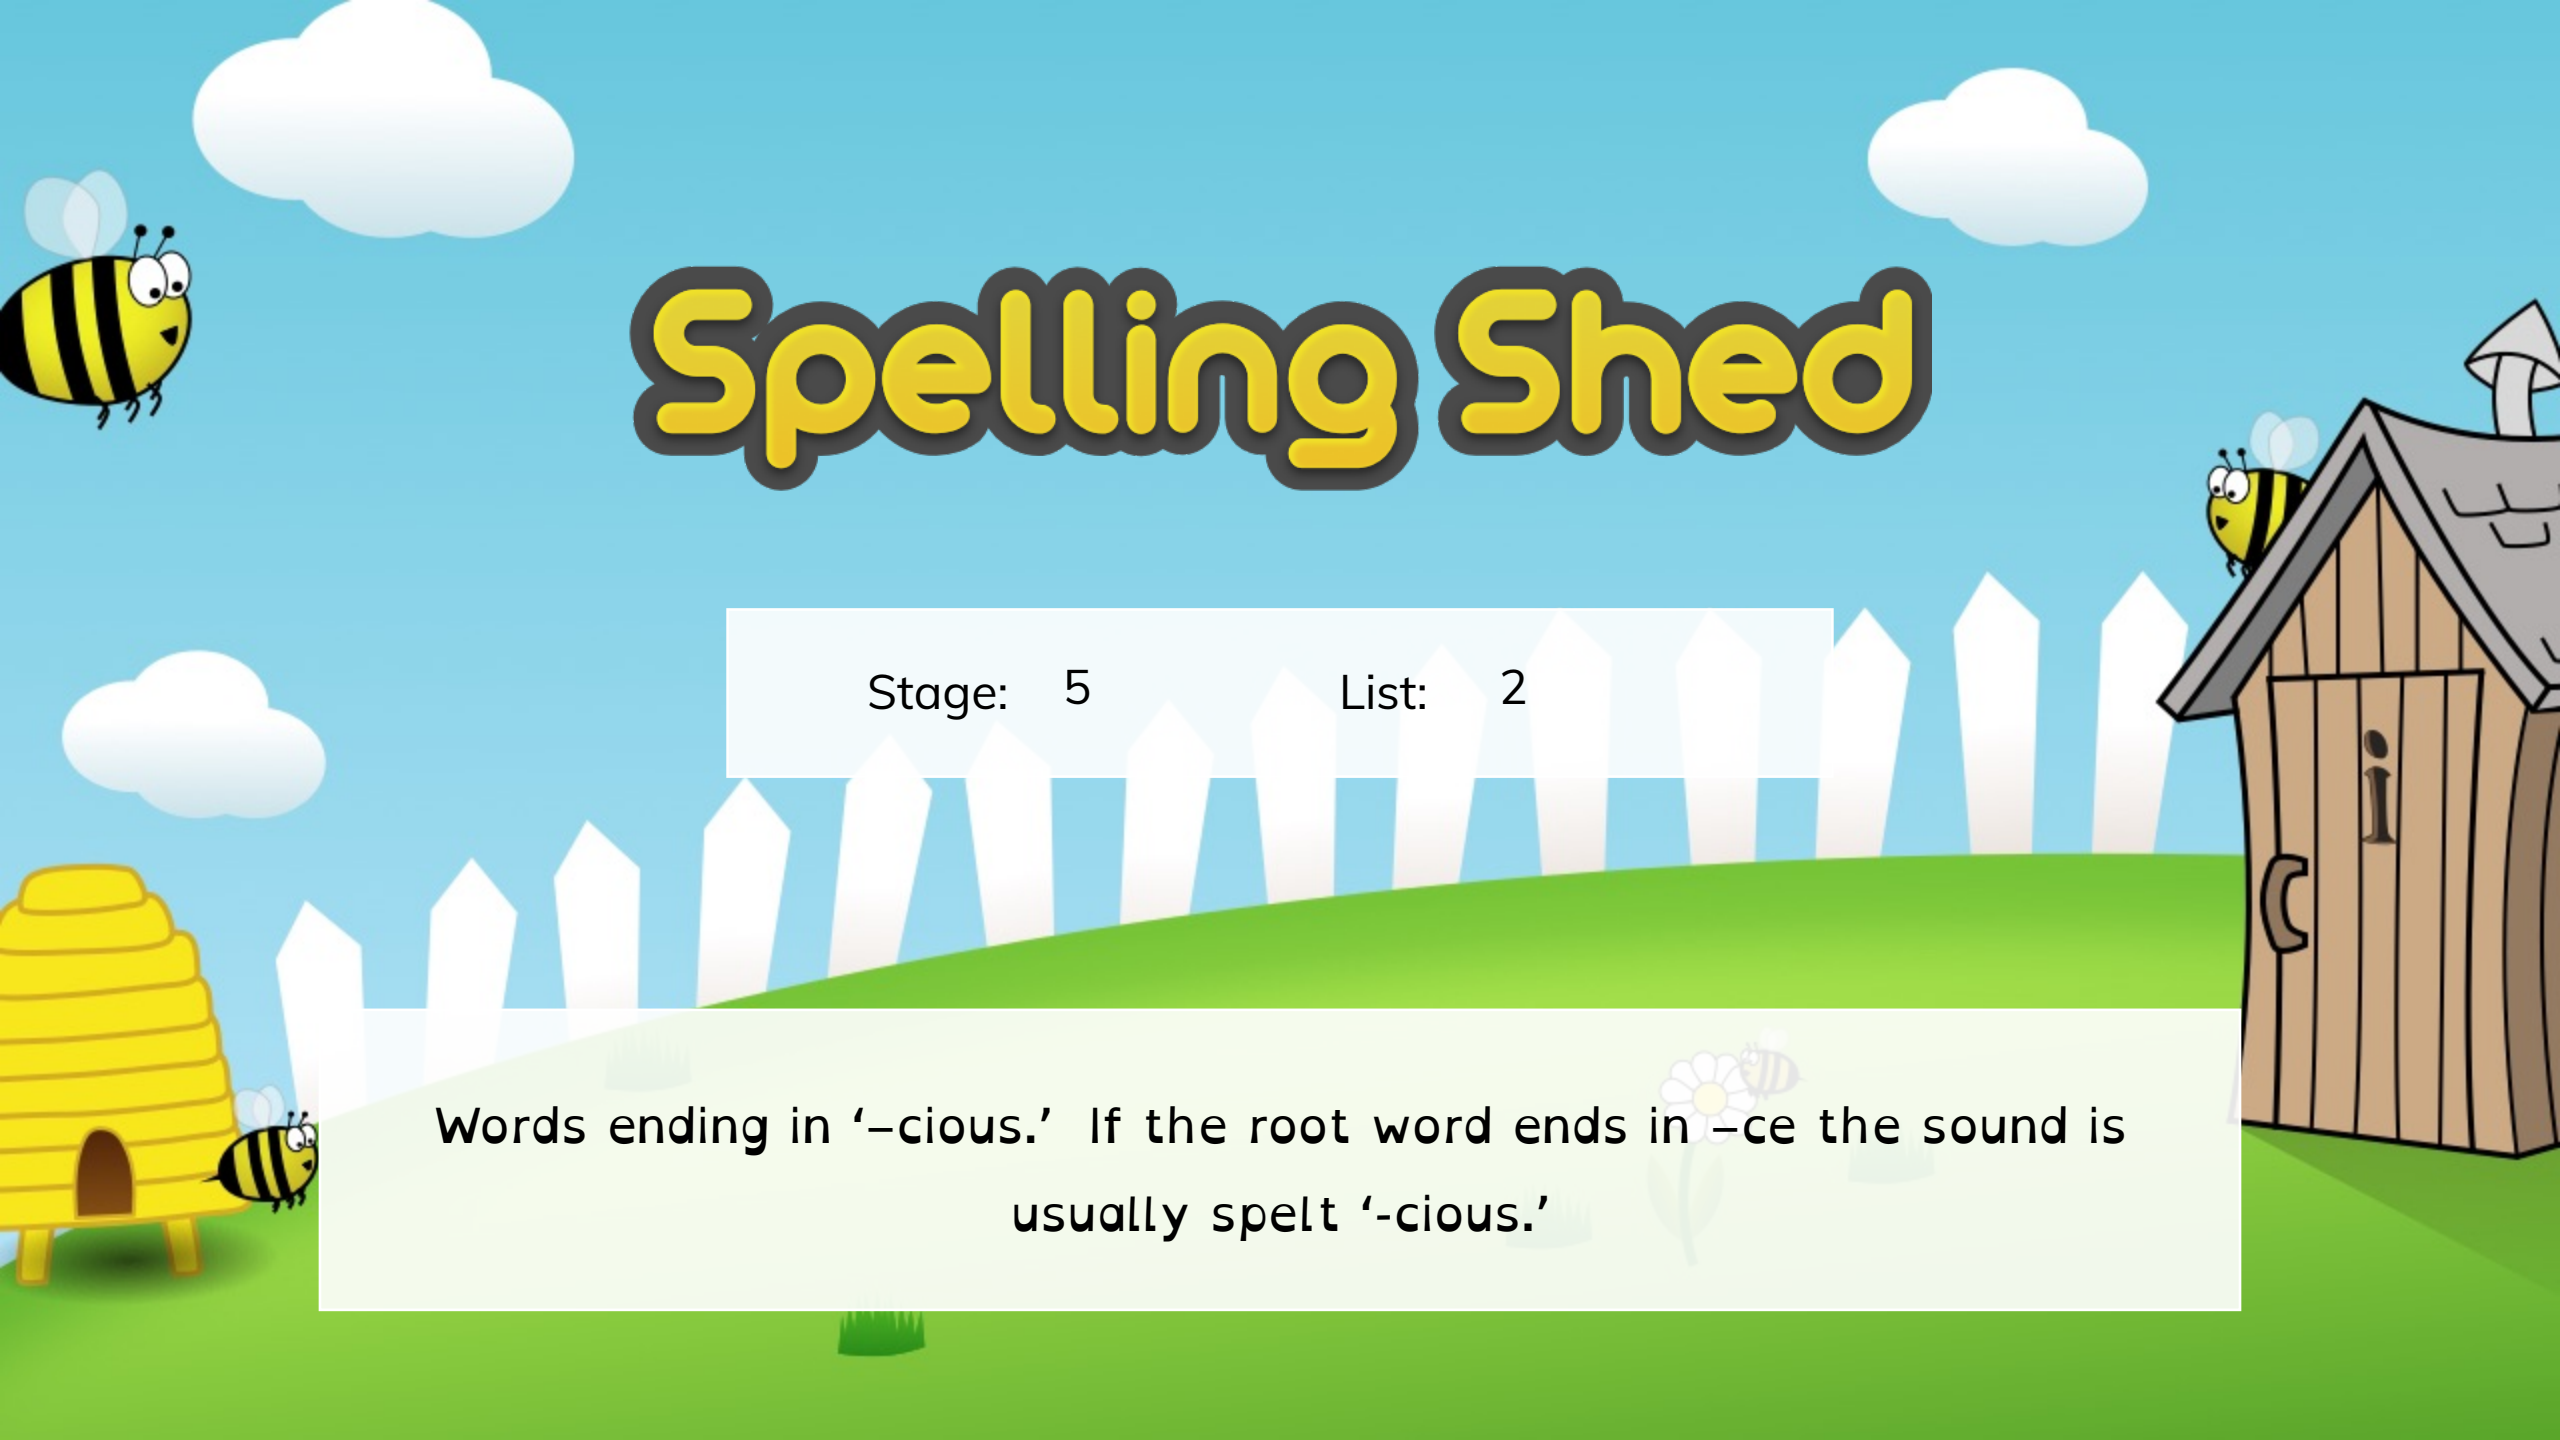 Spelling Shed
Stage: 5 List: 2
i
Words ending in ‘–cious.’ If the root word ends in –ce the sound is
usually spelt ‘-cious.’